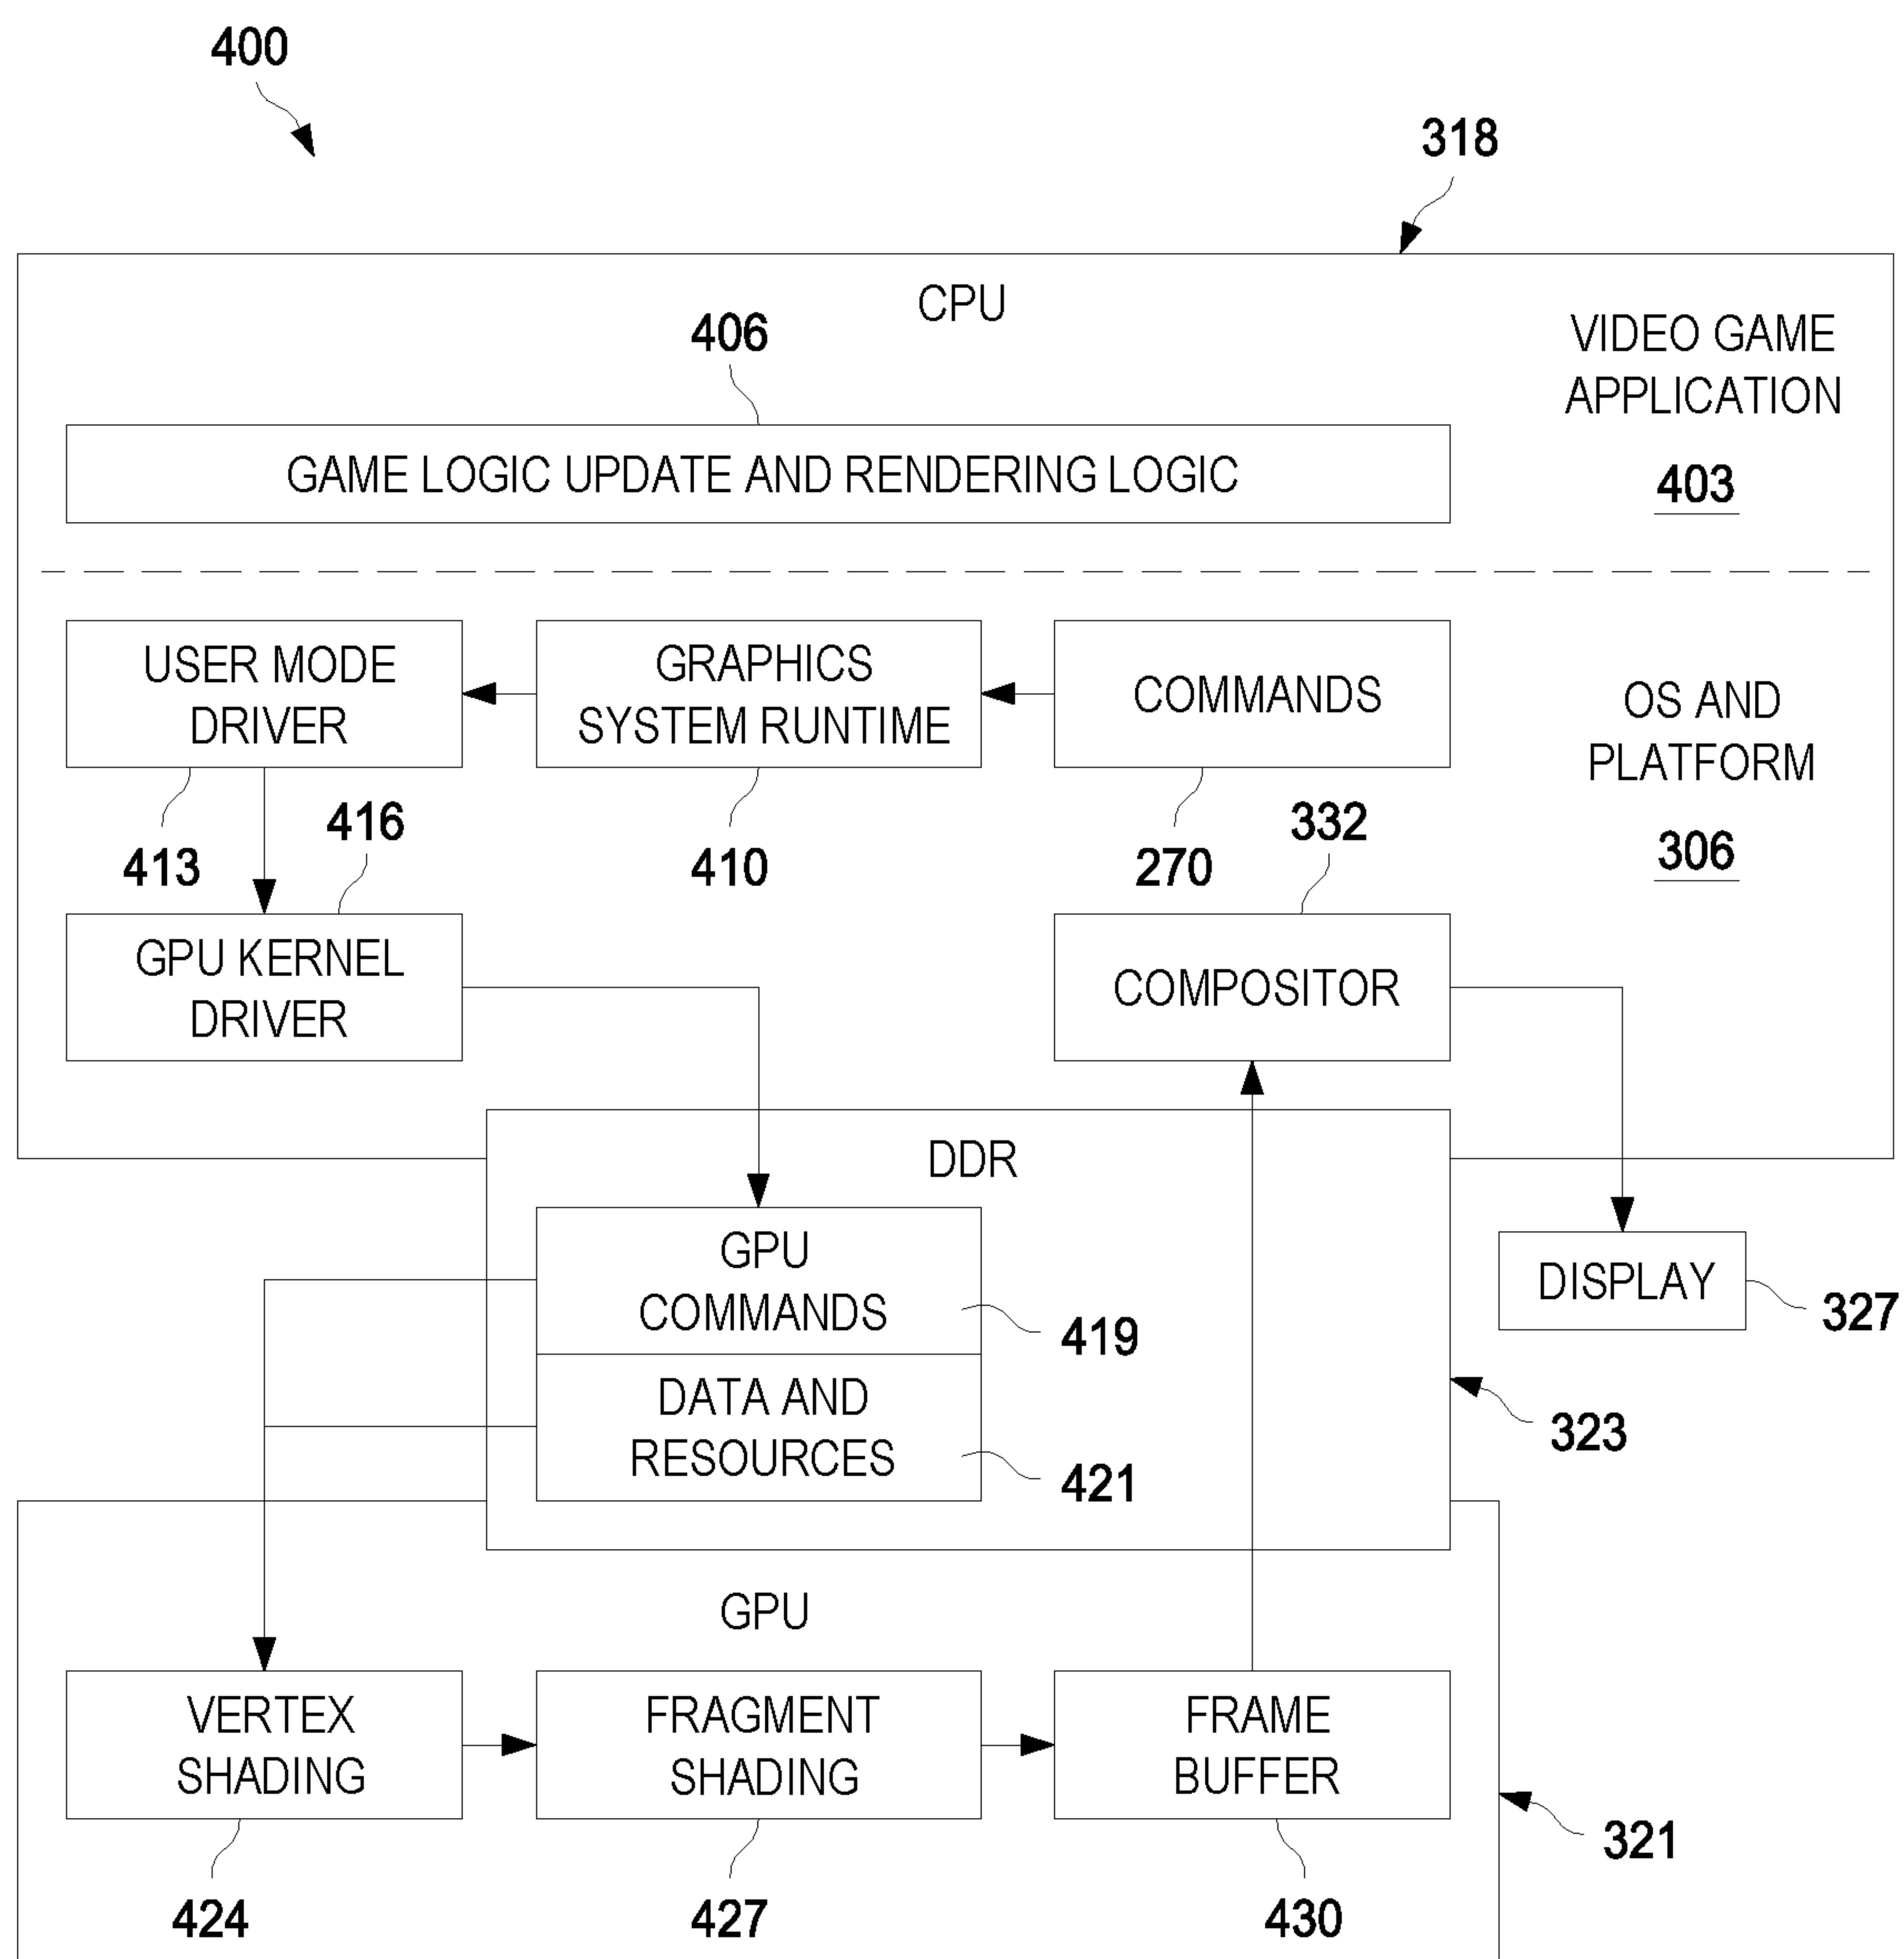 400
318
CPU
VIDEO GAME
APPLICATION
403
406
GAME LOGIC UPDATE AND RENDERING LOGIC
USER MODE
DRIVER
GRAPHICS
SYSTEM RUNTIME
COMMANDS
OS AND
PLATFORM
306
413
416
410
270
332
GPU KERNEL
DRIVER
COMPOSITOR
DDR
GPU
COMMANDS
419
DISPLAY
327
DATA AND
RESOURCES
421
323
GPU
VERTEX
SHADING
FRAGMENT
SHADING
FRAME
BUFFER
321
424
427
430